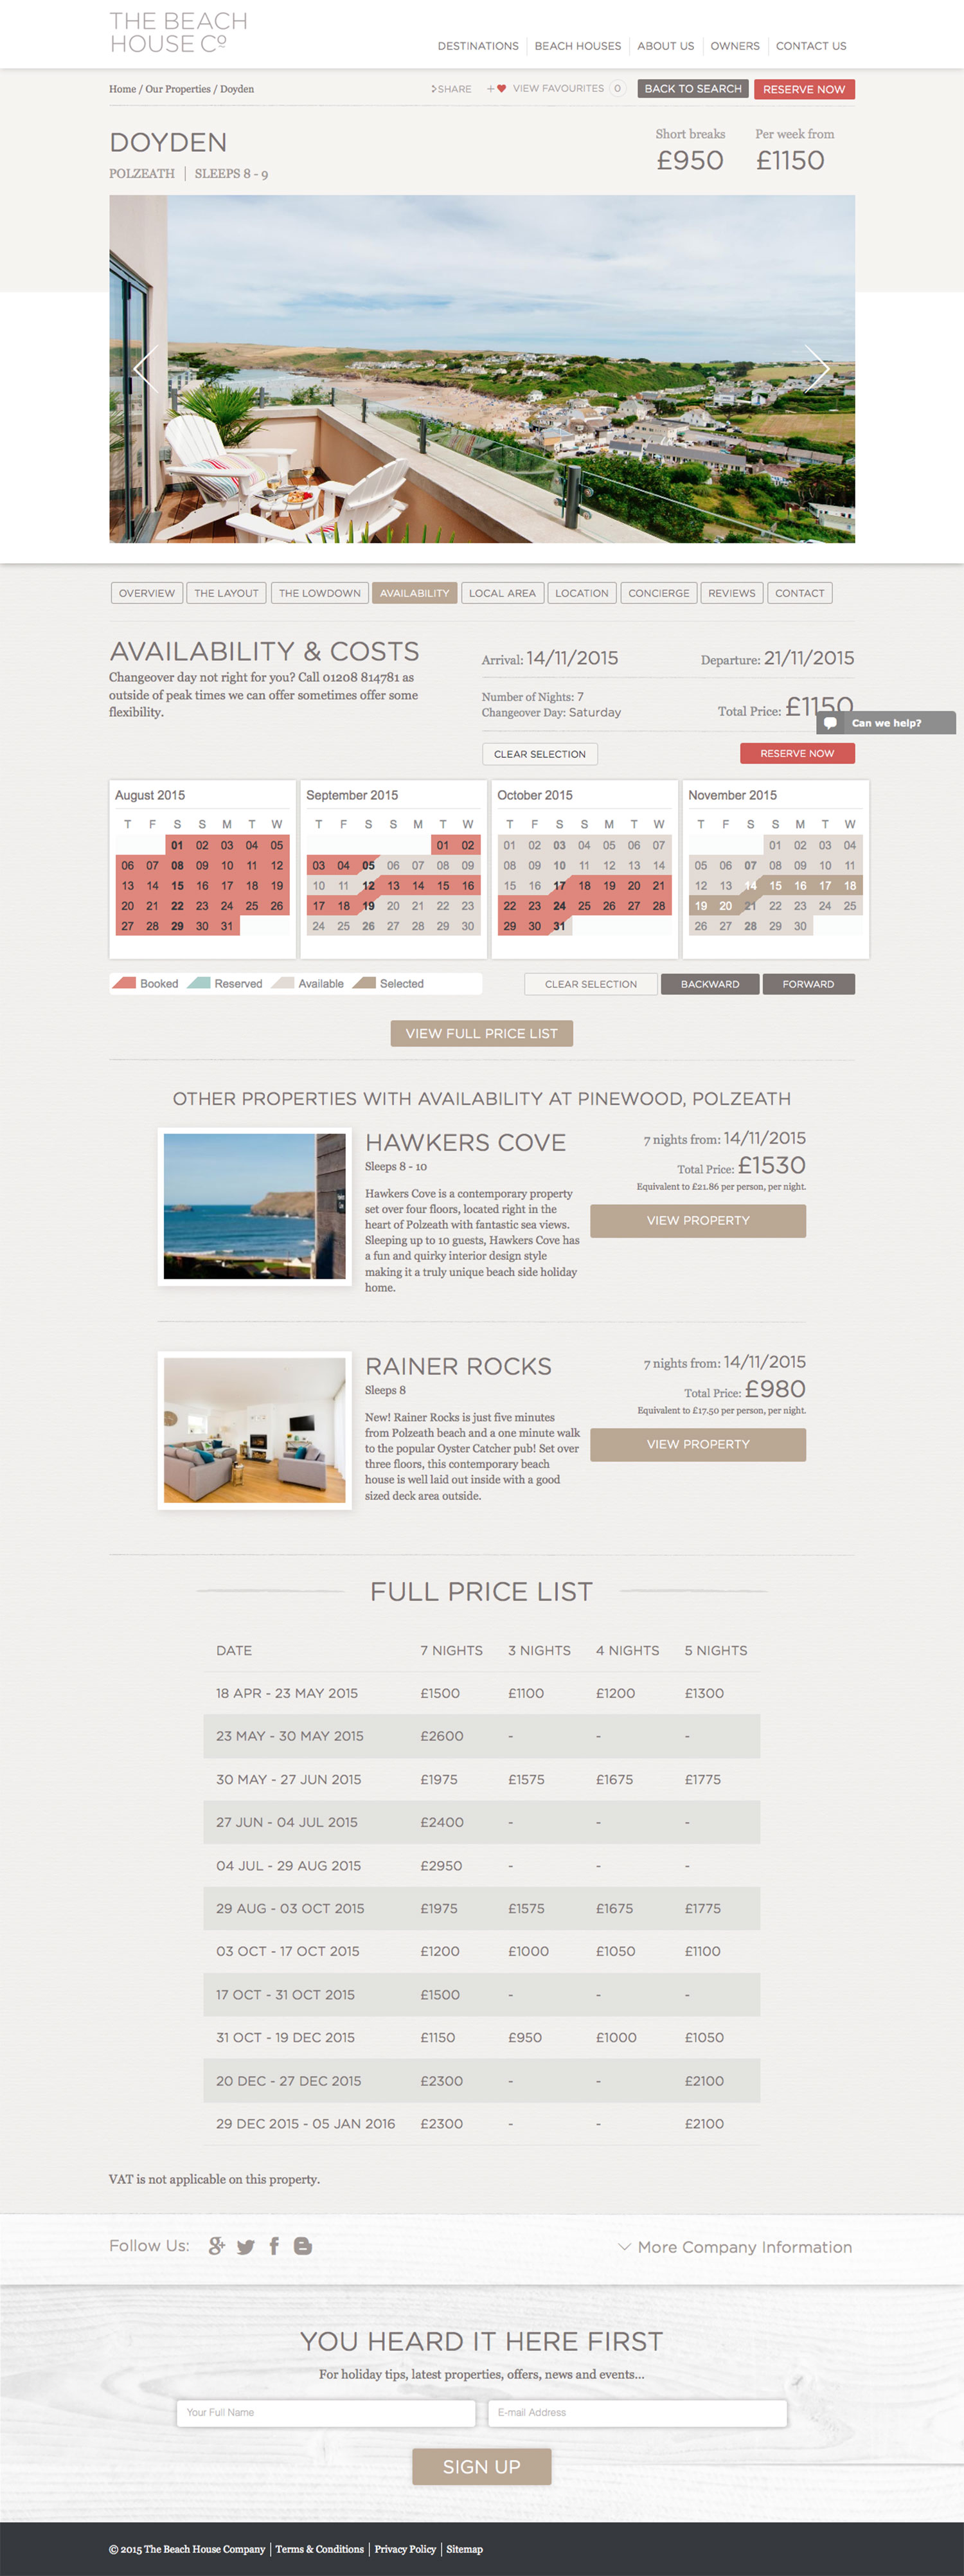 THE BEACH
HOUSE Cº
DESTINATIONS BEACH HOUSES ABOUT US OWNERS CONTACT US
Home / Our Properties / Doyden
SHARE + VIEW FAVOURITES 0 BACK TO SEARCH RESERVE NOW
DOYDEN
POLZEATH | SLEEPS 8 - 9
Short breaks Per week from
£950 £1150
OVERVIEW THE LAYOUT THE LOWDOWN AVAILABILITY LOCAL AREA LOCATION CONCIERGE REVIEWS CONTACT
AVAILABILITY & COSTS
Changeover day not right for you? Call 01208 814781 as
outside of peak times we can offer sometimes offer some
flexibility.
Arrival: 14/11/2015 Departure: 21/11/2015
Number of Nights: 7
Changeover Day: Saturday
Total Price: £1150
Can we help?
CLEAR SELECTION RESERVE NOW
August 2015
T F S S M T W
01 02 03 04 05
06 07 08 09 10 11 12
13 14 15 16 17 18 19
20 21 22 23 24 25 26
27 28 29 30 31
September 2015
T F S S M T W
01 02
03 04 05 06 07 08 09
10 11 12 13 14 15 16
17 18 19 20 21 22 23
24 25 26 27 28 29 30
October 2015
T F S S M T W
01 02 03 04 05 06 07
08 09 10 11 12 13 14
15 16 17 18 19 20 21
22 23 24 25 26 27 28
29 30 31
November 2015
T F S S M T W
01 02 03 04
05 06 07 08 09 10 11
12 13 14 15 16 17 18
19 20 21 22 23 24 25
26 27 28 29 30
Booked Reserved Available Selected
CLEAR SELECTION BACKWARD FORWARD
VIEW FULL PRICE LIST
OTHER PROPERTIES WITH AVAILABILITY AT PINEWOOD, POLZEATH
HAWKERS COVE
Sleeps 8 - 10
Hawkers Cove is a contemporary property
set over four floors, located right in the
heart of Polzeath with fantastic sea views.
Sleeping up to 10 guests, Hawkers Cove has
a fun and quirky interior design style
making it a truly unique beach side holiday
home.
7 nights from: 14/11/2015
Total Price: £1530
Equivalent to £21.86 per person, per night.
VIEW PROPERTY
RAINER ROCKS
Sleeps 8
New! Rainer Rocks is just five minutes
from Polzeath beach and a one minute walk
to the popular Oyster Catcher pub! Set over
three floors, this contemporary beach
house is well laid out inside with a good
sized deck area outside.
7 nights from: 14/11/2015
Total Price: £980
Equivalent to £17.50 per person, per night.
VIEW PROPERTY
FULL PRICE LIST
DATE 7 NIGHTS 3 NIGHTS 4 NIGHTS 5 NIGHTS
18 APR - 23 MAY 2015 £1500 £1100 £1200 £1300
23 MAY - 30 MAY 2015 £2600 - - -
30 MAY - 27 JUN 2015 £1975 £1575 £1675 £1775
27 JUN - 04 JUL 2015 £2400 - - -
04 JUL - 29 AUG 2015 £2950 - - -
29 AUG - 03 OCT 2015 £1975 £1575 £1675 £1775
03 OCT - 17 OCT 2015 £1200 £1000 £1050 £1100
17 OCT - 31 OCT 2015 £1500 - - -
31 OCT - 19 DEC 2015 £1150 £950 £1000 £1050
20 DEC - 27 DEC 2015 £2300 - - £2100
29 DEC 2015 - 05 JAN 2016 £2300 - - £2100
VAT is not applicable on this property.
Follow Us: More Company Information
YOU HEARD IT HERE FIRST
For holiday tips, latest properties, offers, news and events...
Your Full Name E-mail Address
SIGN UP
© 2015 The Beach House Company | Terms & Conditions | Privacy Policy | Sitemap